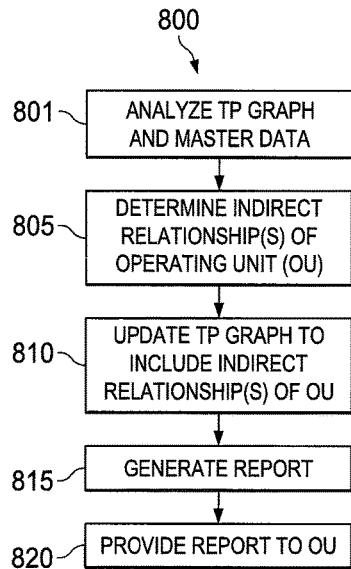 800
801
ANALYZE TP GRAPH
AND MASTER DATA
805
DETERMINE INDIRECT
RELATIONSHIP(S) OF
OPERATING UNIT (OU)
810
UPDATE TP GRAPH TO
INCLUDE INDIRECT
RELATIONSHIP(S) OF OU
815
GENERATE REPORT
820
PROVIDE REPORT TO OU